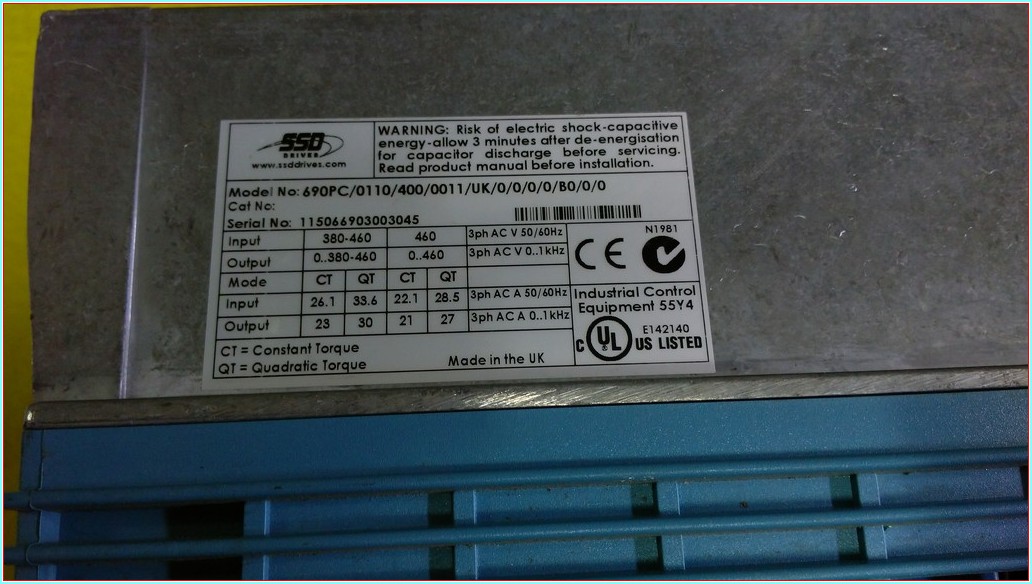 SSD
DRIVES
www.ssddrives.com
WARNING: Risk of electric shock-capacitive
energy-allow 3 minutes after de-energisation
for capacitor discharge before servicing.
Read product manual before installation.
Model No: 690PC/0110/400/0011/UK/0/0/0/0/B0/0/0
Cat No:
Serial No: 115066903003045
Input 380-460 460 3ph AC V 50/60Hz
Output 0..380-460 0..460 3ph AC V 0..1kHz
Mode CT QT CT QT
Input 26.1 33.6 22.1 28.5 3ph AC A 50/60Hz
Output 23 30 21 27 3ph AC A 0..1kHz
CT = Constant Torque
QT = Quadratic Torque
Made in the UK
CE
N1981
Industrial Control
Equipment 55Y4
E142140
C UL US LISTED